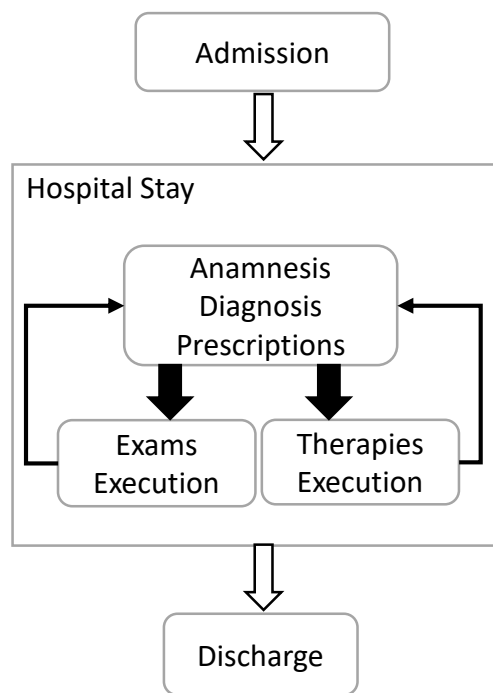 Admission
Hospital Stay
Anamnesis
Diagnosis
Prescriptions
Exams
Execution
Therapies
Execution
Discharge